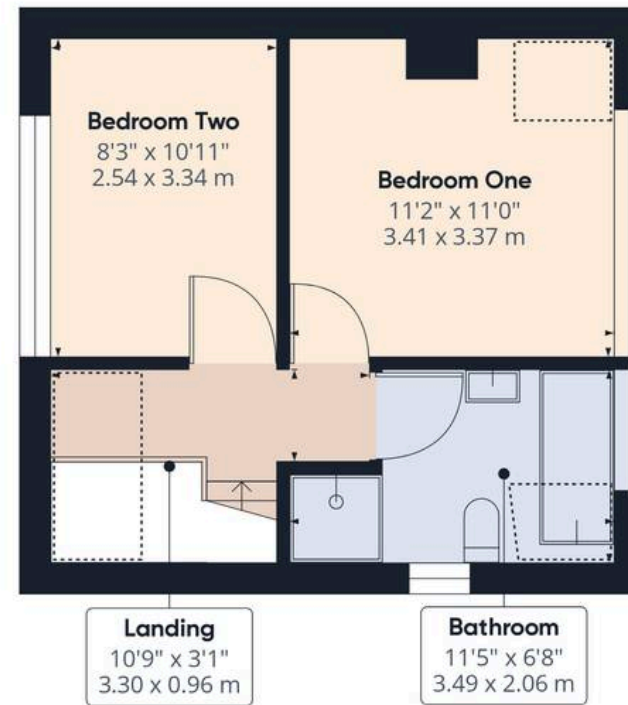 Bedroom Two
8'3" x 10'11"
2.54 x 3.34 m
Bedroom One
11'2" x 11'0"
3.41 x 3.37 m
Landing
10'9" x 3'1"
3.30 x 0.96 m
Bathroom
11'5" x 6'8"
3.49 x 2.06 m